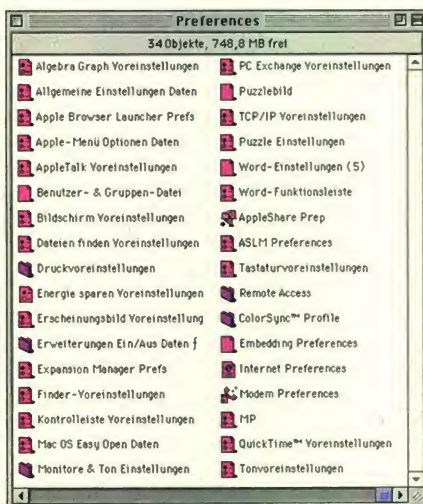 Preferences
34 Objekte, 748,8 MB frei
Algebra Graph Voreinstellungen
Allgemeine Einstellungen Daten
Apple Browser Launcher Prefs
Apple-Menü Optionen Daten
AppleTalk Voreinstellungen
Benutzer- & Gruppen-Datei
Bildschirm Voreinstellungen
Dateien finden Voreinstellungen
Druckvoreinstellungen
Energie sparen Voreinstellungen
Erscheinungsbild Voreinstellung
Erweiterungen Ein/Aus Daten ƒ
Expansion Manager Prefs
Finder-Voreinstellungen
Kontrolleiste Voreinstellungen
Mac OS Easy Open Daten
Monitore & Ton Einstellungen
PC Exchange Voreinstellungen
Puzzlebild
TCP/IP Voreinstellungen
Puzzle Einstellungen
Word-Einstellungen (5)
Word-Funktionsleiste
AppleShare Prep
ASLM Preferences
Tastaturvoreinstellungen
Remote Access
ColorSync™ Profile
Embedding Preferences
Internet Preferences
Modem Preferences
MP
QuickTime™ Voreinstellungen
Tonvoreinstellungen